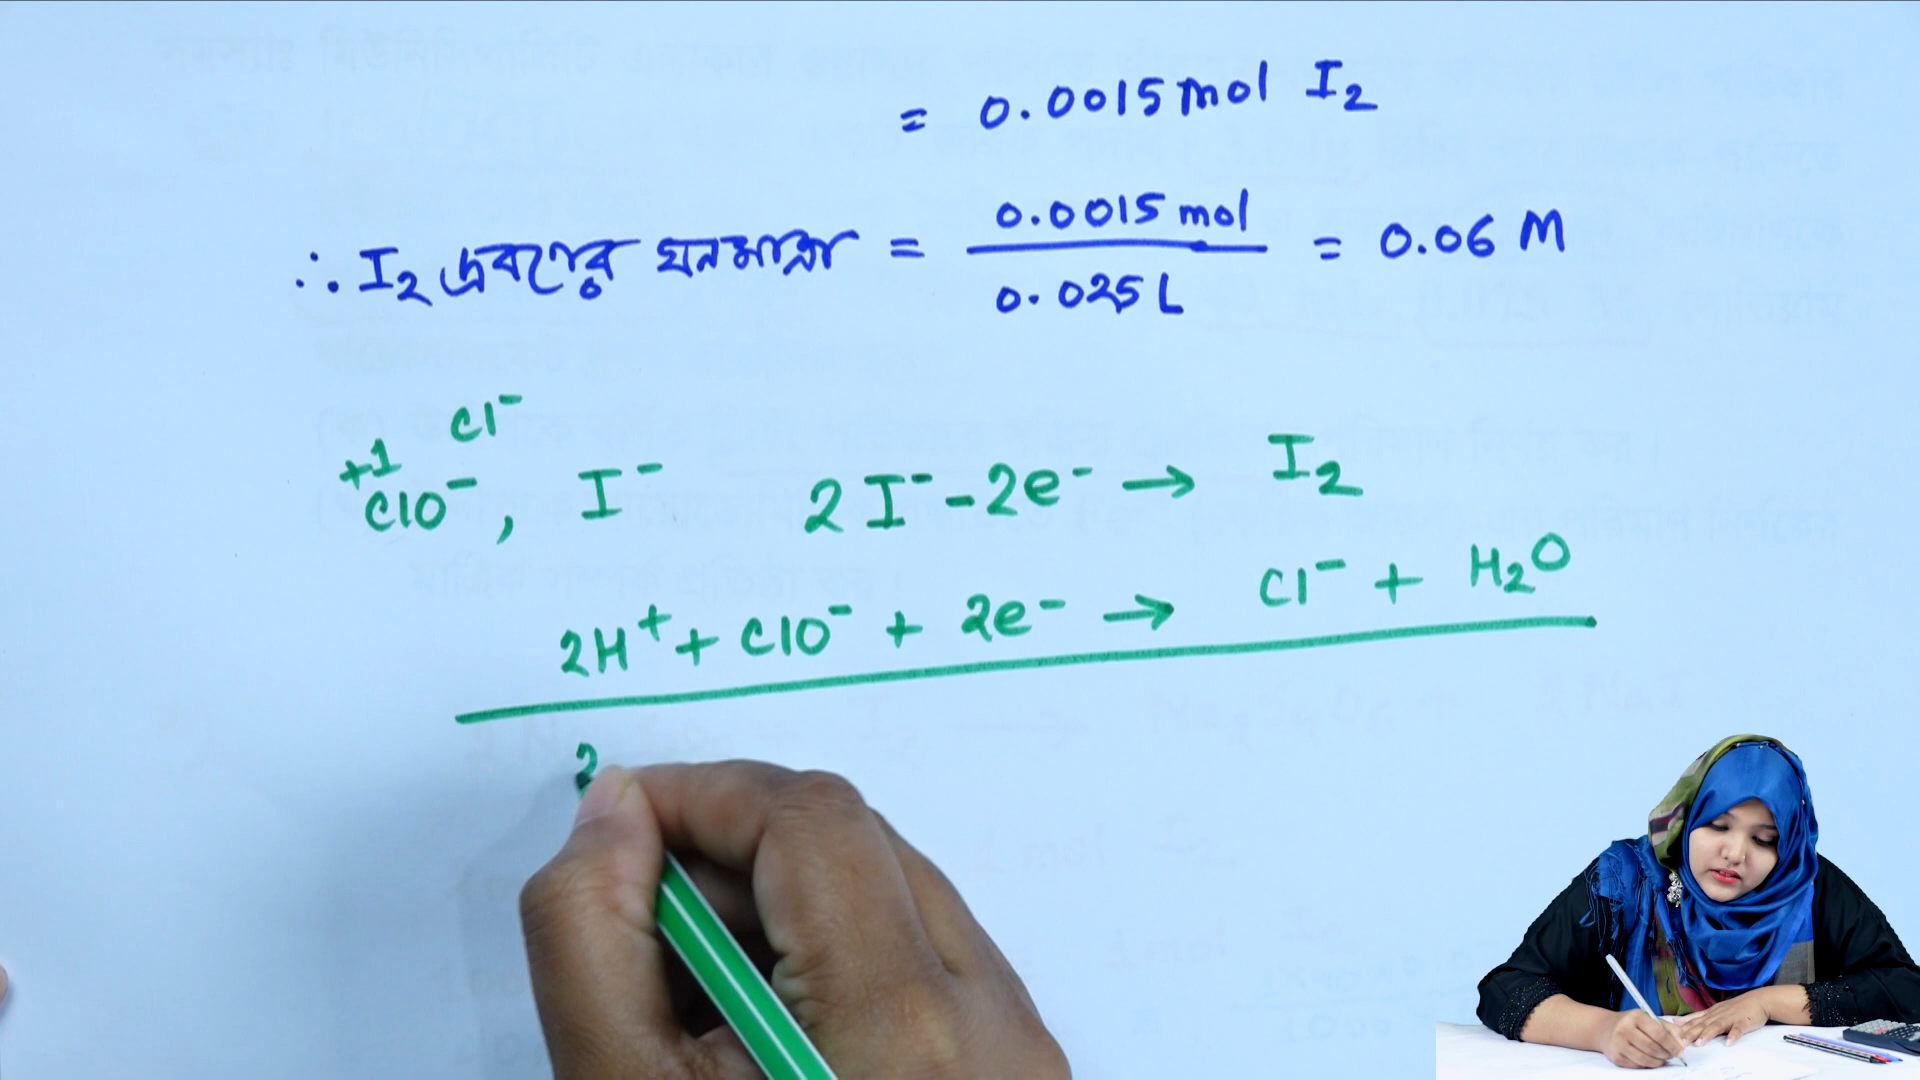 = 0.0015 mol I₂
∴ I₂ দ্রবণের ঘনমাত্রা = 0.0015 mol / 0.025 L = 0.06 M
Cl⁻
+1
ClO⁻, I⁻ 2I⁻ - 2e⁻ → I₂
2H⁺ + ClO⁻ + 2e⁻ → Cl⁻ + H₂O
2